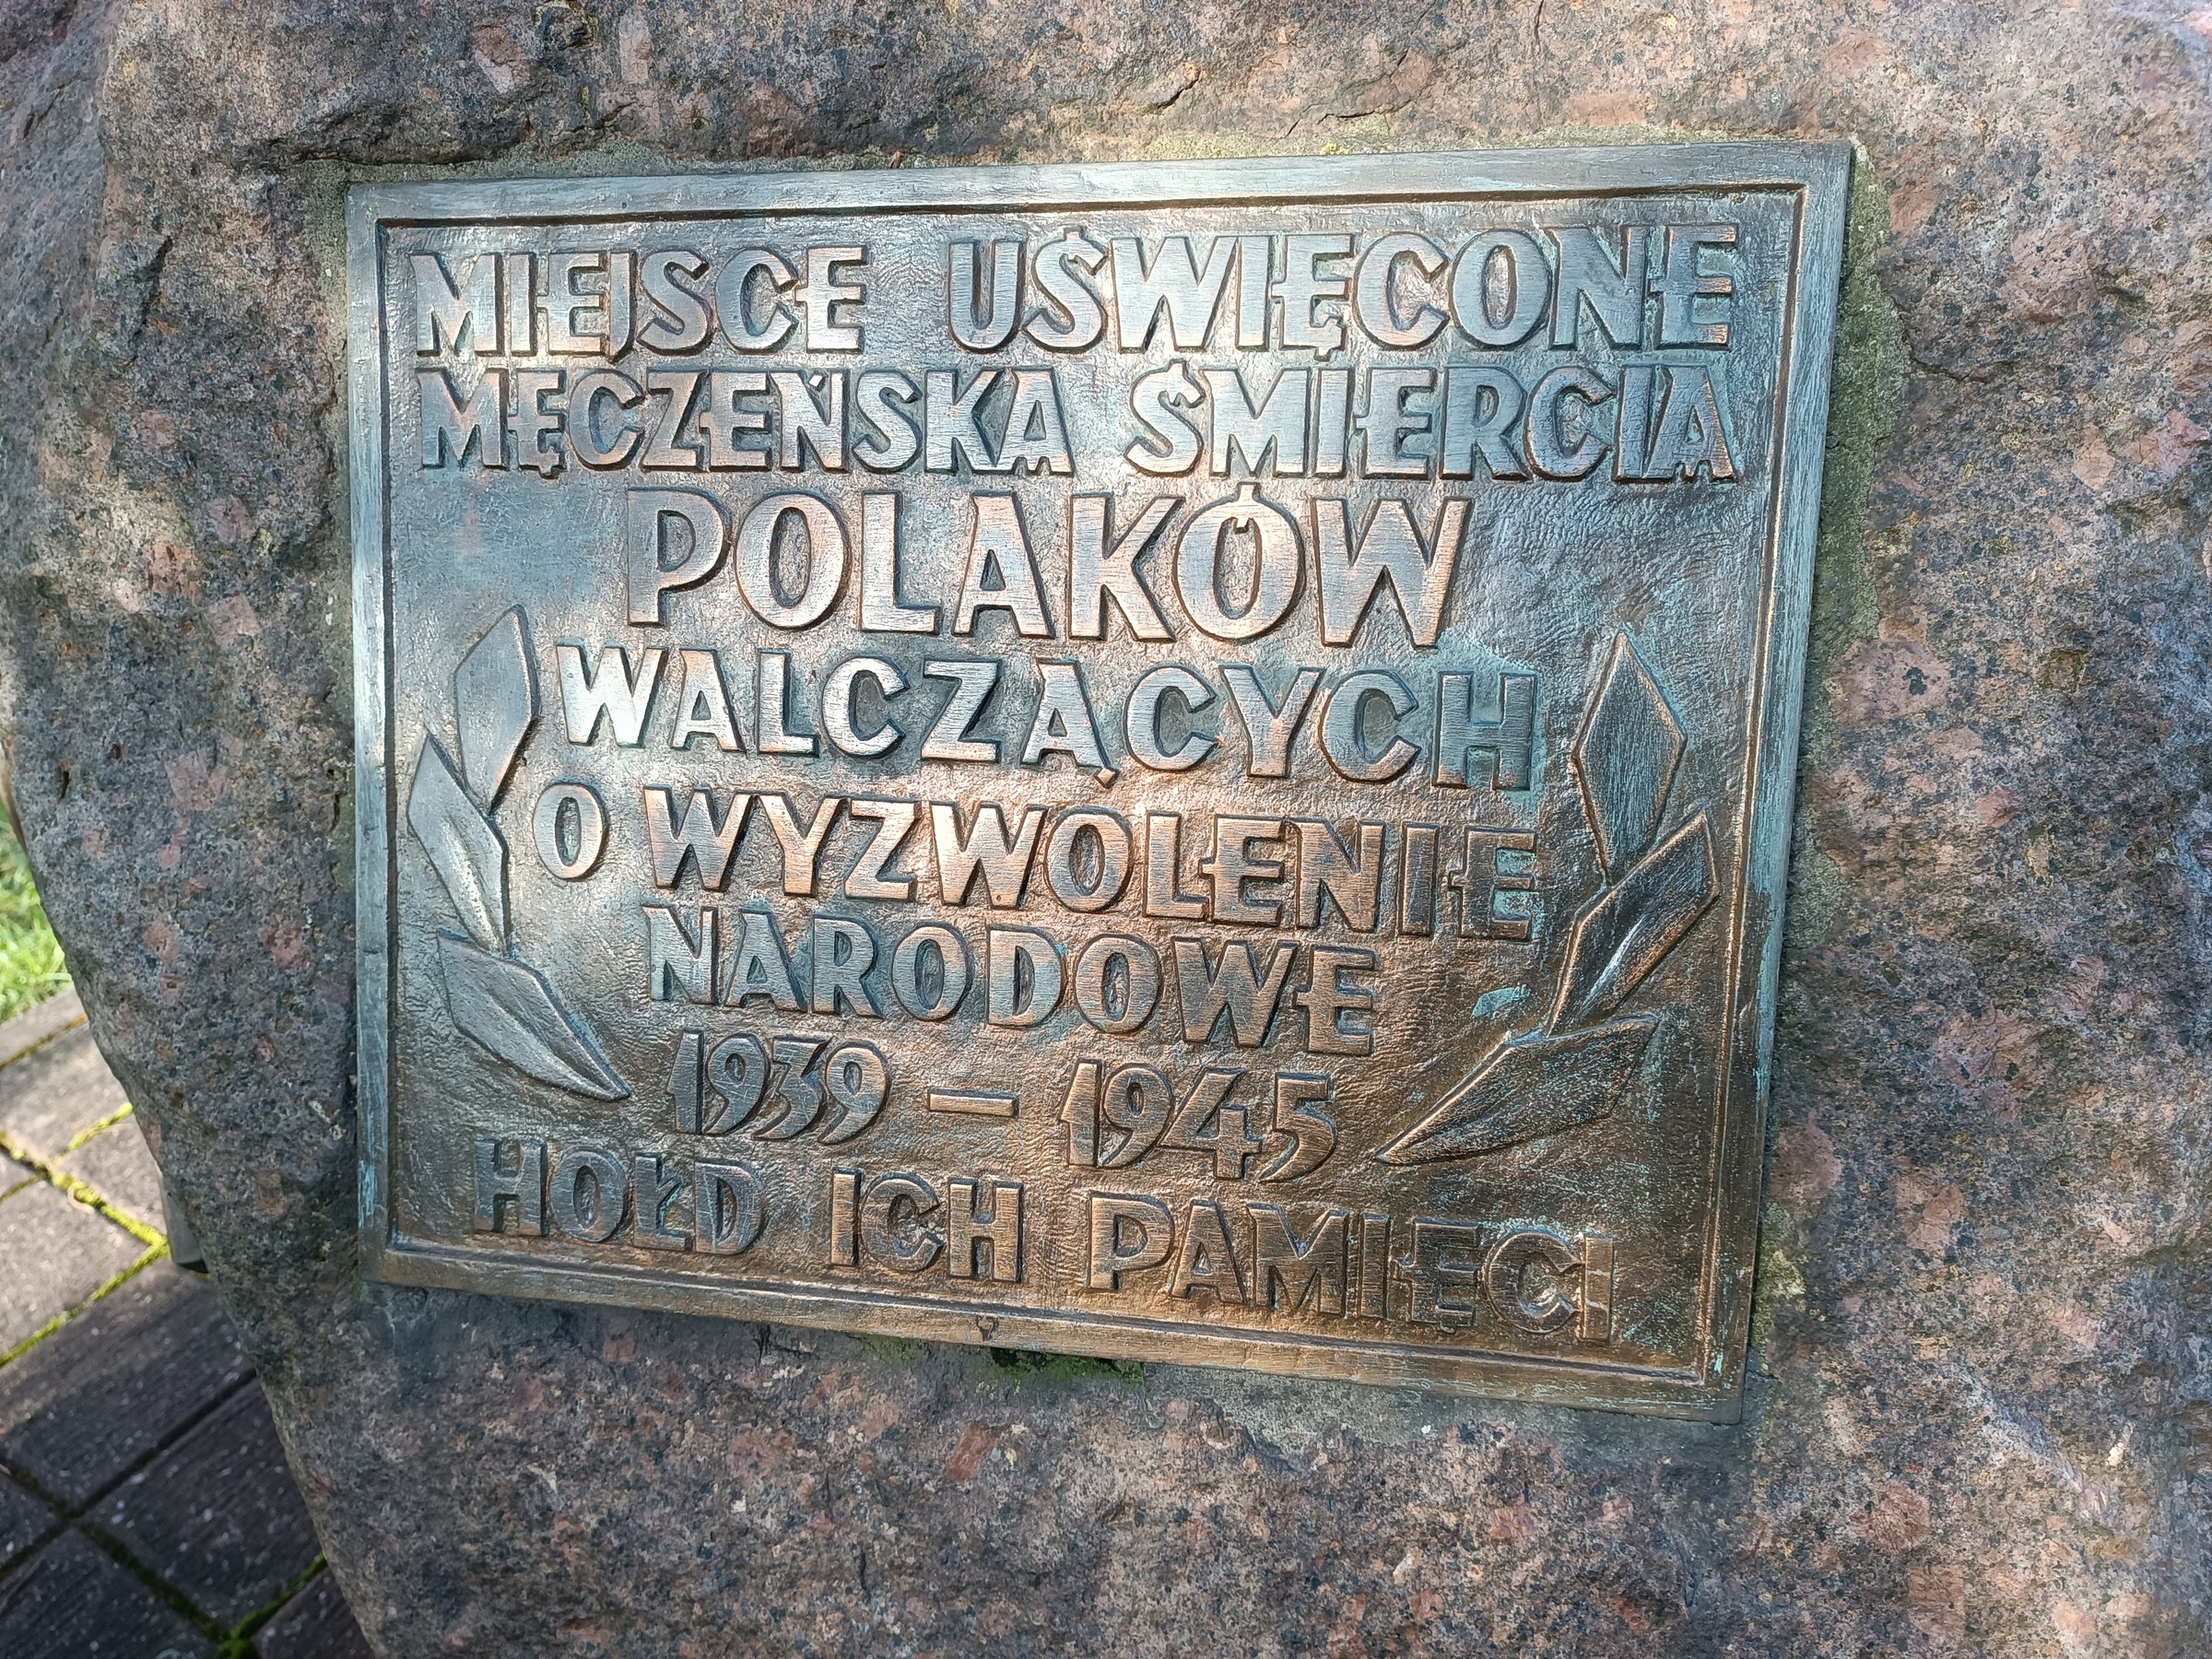 MIEJSCE UŚWIĘCONE
MĘCZEŃSKĄ ŚMIERCIĄ
POLAKÓW
WALCZĄCYCH
O WYZWOLENIE
NARODOWE
1939 – 1945
HOŁD ICH PAMIĘCI